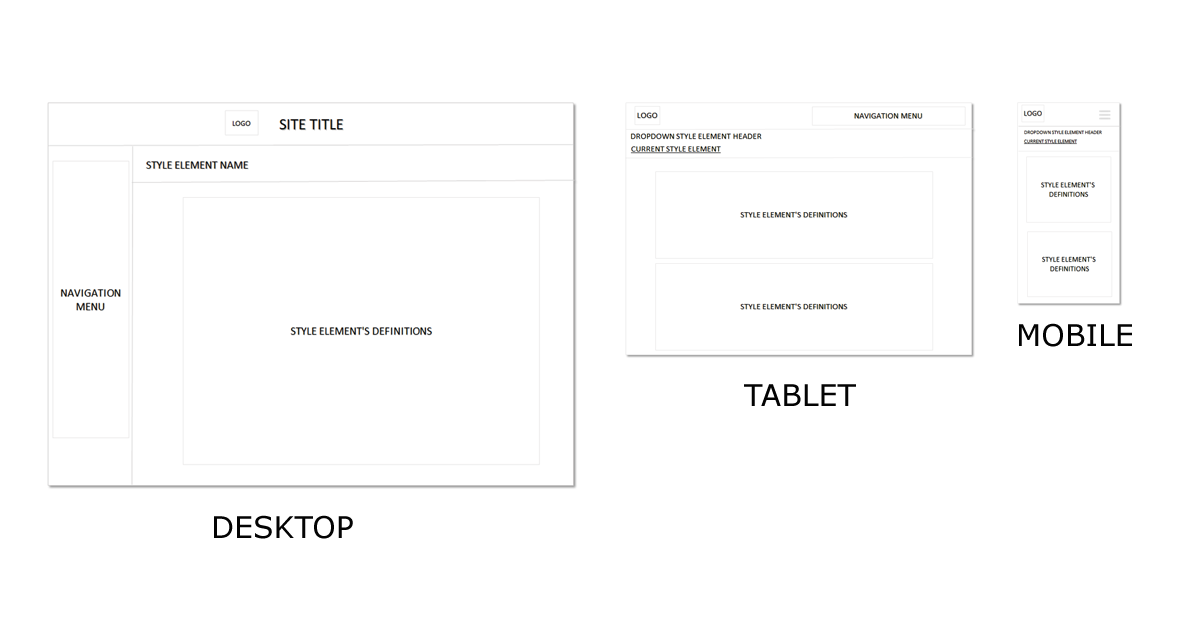 LOGO
SITE TITLE
STYLE ELEMENT NAME
NAVIGATION
MENU
STYLE ELEMENT'S DEFINITIONS
DESKTOP
LOGO
NAVIGATION MENU
DROPDOWN STYLE ELEMENT HEADER
CURRENT STYLE ELEMENT
STYLE ELEMENT'S DEFINITIONS
STYLE ELEMENT'S DEFINITIONS
TABLET
LOGO
DROPDOWN STYLE ELEMENT HEADER
CURRENT STYLE ELEMENT
STYLE ELEMENT'S
DEFINITIONS
STYLE ELEMENT'S
DEFINITIONS
MOBILE